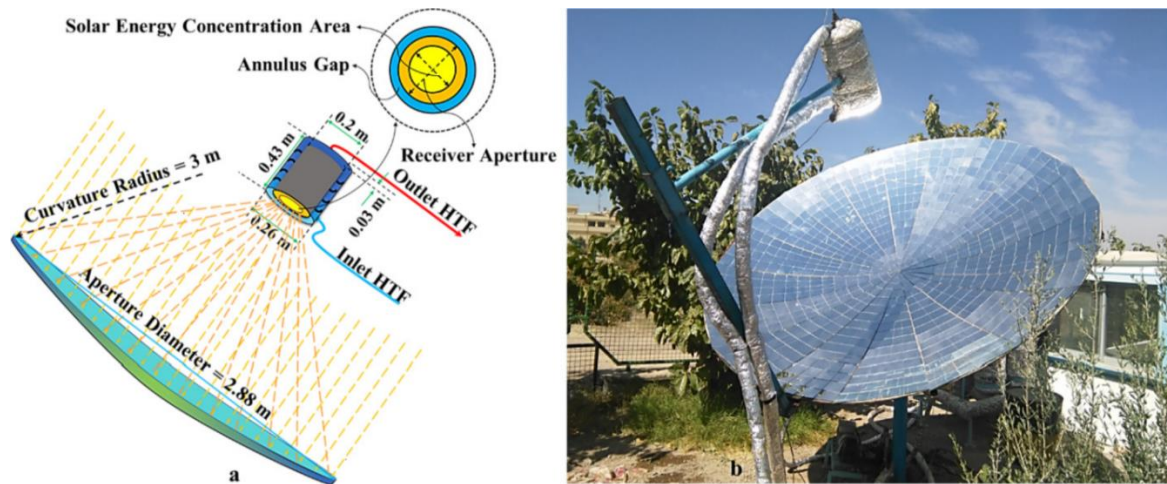 Solar Energy Concentration Area
Annulus Gap
Receiver Aperture
0.2 m
0.43 m
0.03 m
0.26 m
Outlet HTF
Inlet HTF
Curvature Radius = 3 m
Aperture Diameter = 2.88 m
a
b